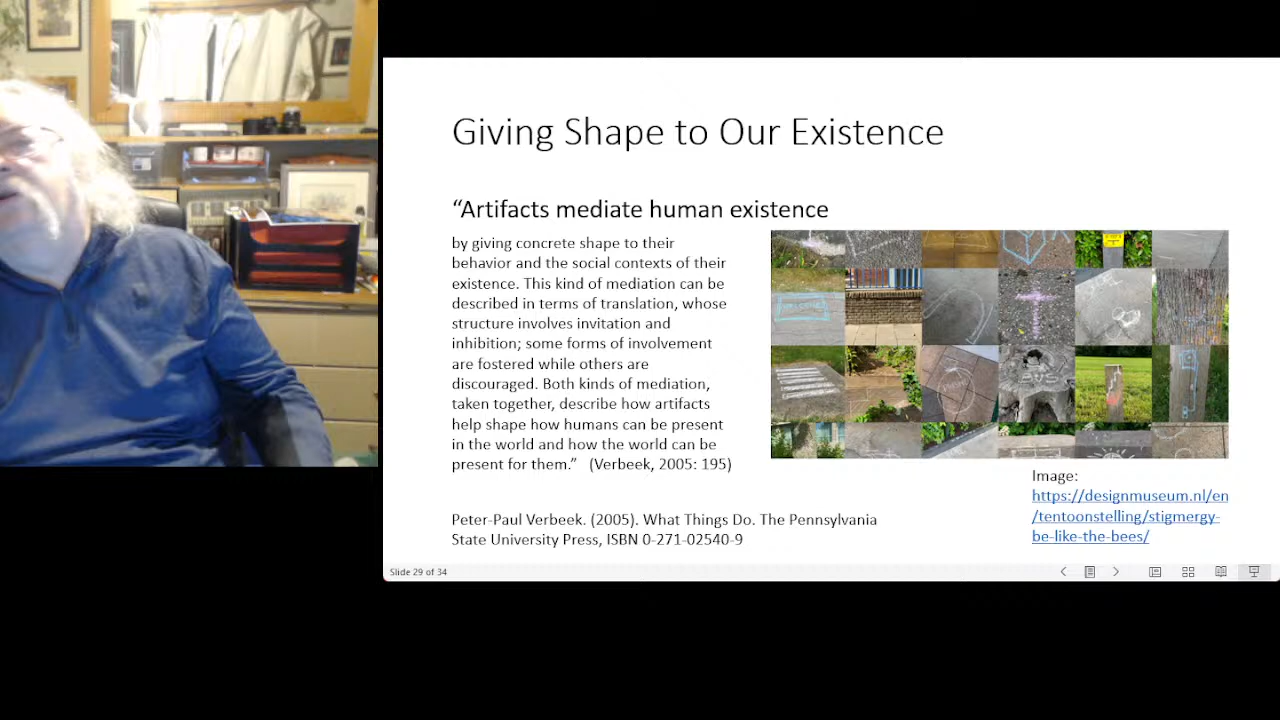 Giving Shape to Our Existence
“Artifacts mediate human existence
by giving concrete shape to their
behavior and the social contexts of their
existence. This kind of mediation can be
described in terms of translation, whose
structure involves invitation and
inhibition; some forms of involvement
are fostered while others are
discouraged. Both kinds of mediation,
taken together, describe how artifacts
help shape how humans can be present
in the world and how the world can be
present for them.”   (Verbeek, 2005: 195)
Image:
https://designmuseum.nl/en
/tentoonstelling/stigmergy-
be-like-the-bees/
Peter-Paul Verbeek. (2005). What Things Do. The Pennsylvania
State University Press, ISBN 0-271-02540-9
Slide 29 of 34